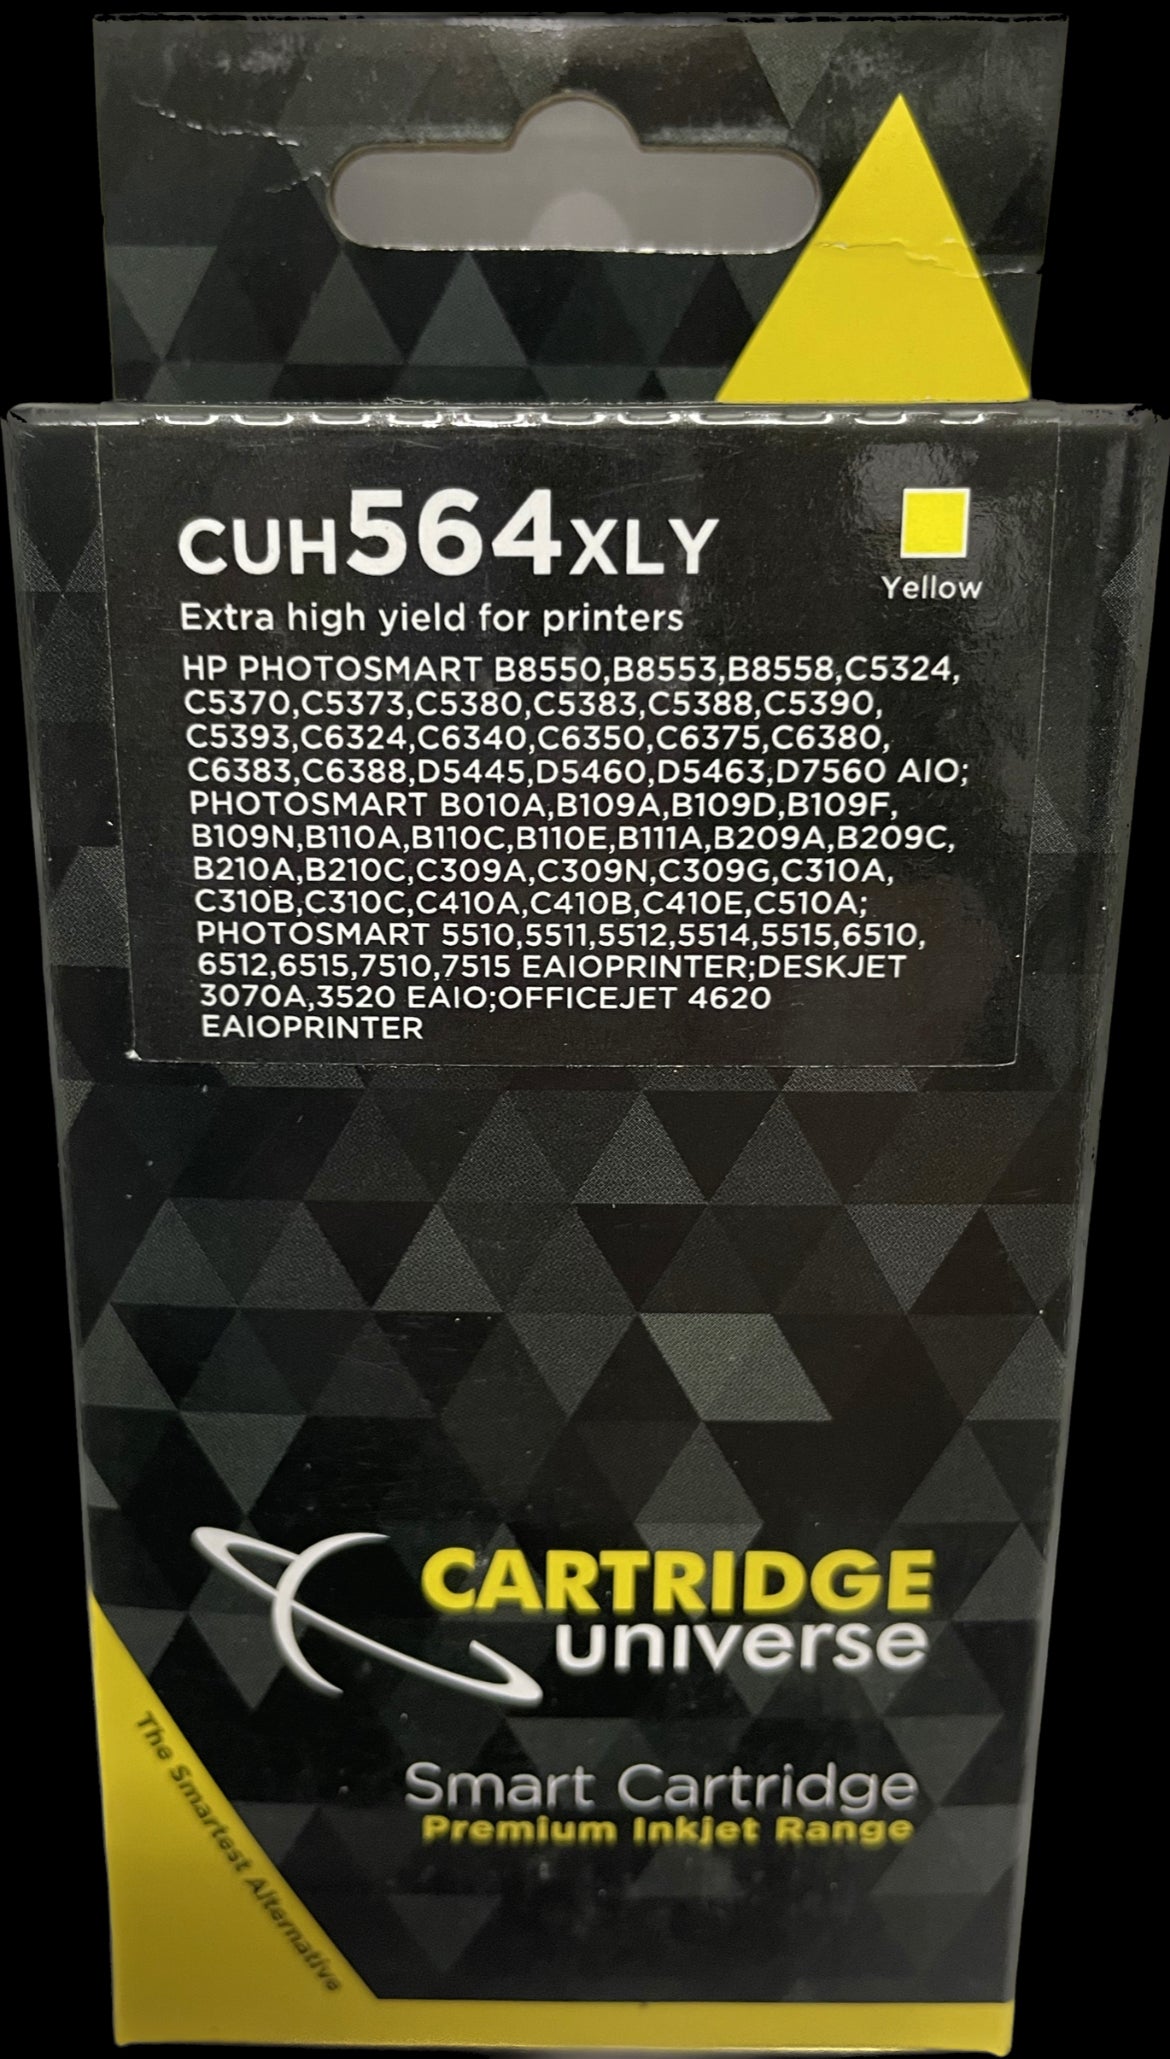 CUH564XLY
Yellow
Extra high yield for printers
HP PHOTOSMART B8550,B8553,B8558,C5324,
C5370,C5373,C5380,C5383,C5388,C5390,
C5393,C6324,C6340,C6350,C6375,C6380,
C6383,C6388,D5445,D5460,D5463,D7560 AIO;
PHOTOSMART B010A,B109A,B109D,B109F,
B109N,B110A,B110C,B110E,B111A,B209A,B209C,
B210A,B210C,C309A,C309N,C309G,C310A,
C310B,C310C,C410A,C410B,C410E,C510A;
PHOTOSMART 5510,5511,5512,5514,5515,6510,
6512,6515,7510,7515 EAIOPRINTER;DESKJET
3070A,3520 EAIO;OFFICEJET 4620
EAIOPRINTER
CARTRIDGE
universe
Smart Cartridge
Premium Inkjet Range
The Smartest Alternative